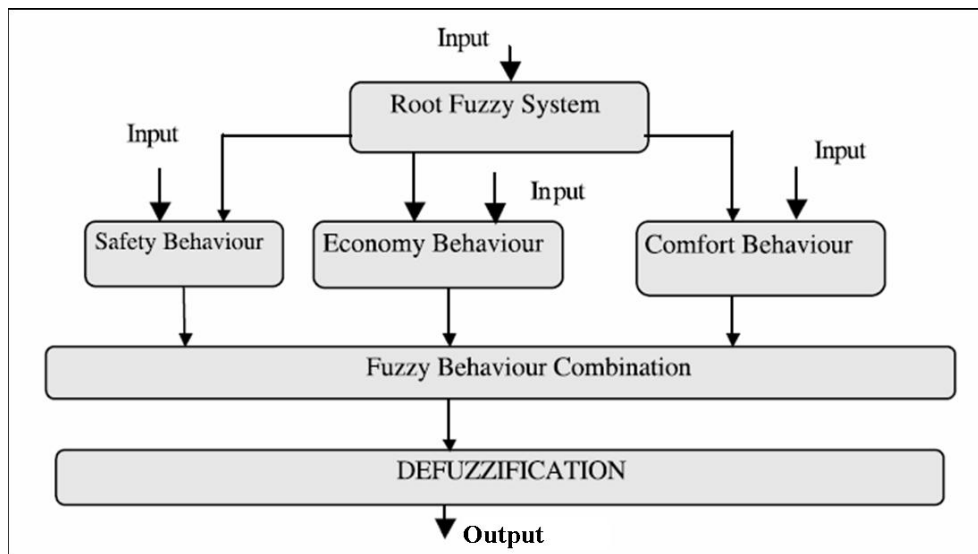 Input
Root Fuzzy System
Input
Input
Input
Safety Behaviour
Economy Behaviour
Comfort Behaviour
Fuzzy Behaviour Combination
DEFUZZIFICATION
Output